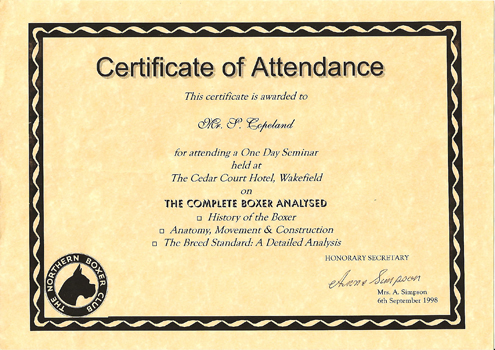 Certificate of Attendance
This certificate is awarded to
Mr. S. Copeland
for attending a One Day Seminar
held at
The Cedar Court Hotel, Wakefield
on
THE COMPLETE BOXER ANALYSED
□ History of the Boxer
□ Anatomy, Movement & Construction
□ The Breed Standard: A Detailed Analysis
HONORARY SECRETARY
Anne Simpson
Mrs. A. Simpson
6th September 1998
THE NORTHERN BOXER CLUB